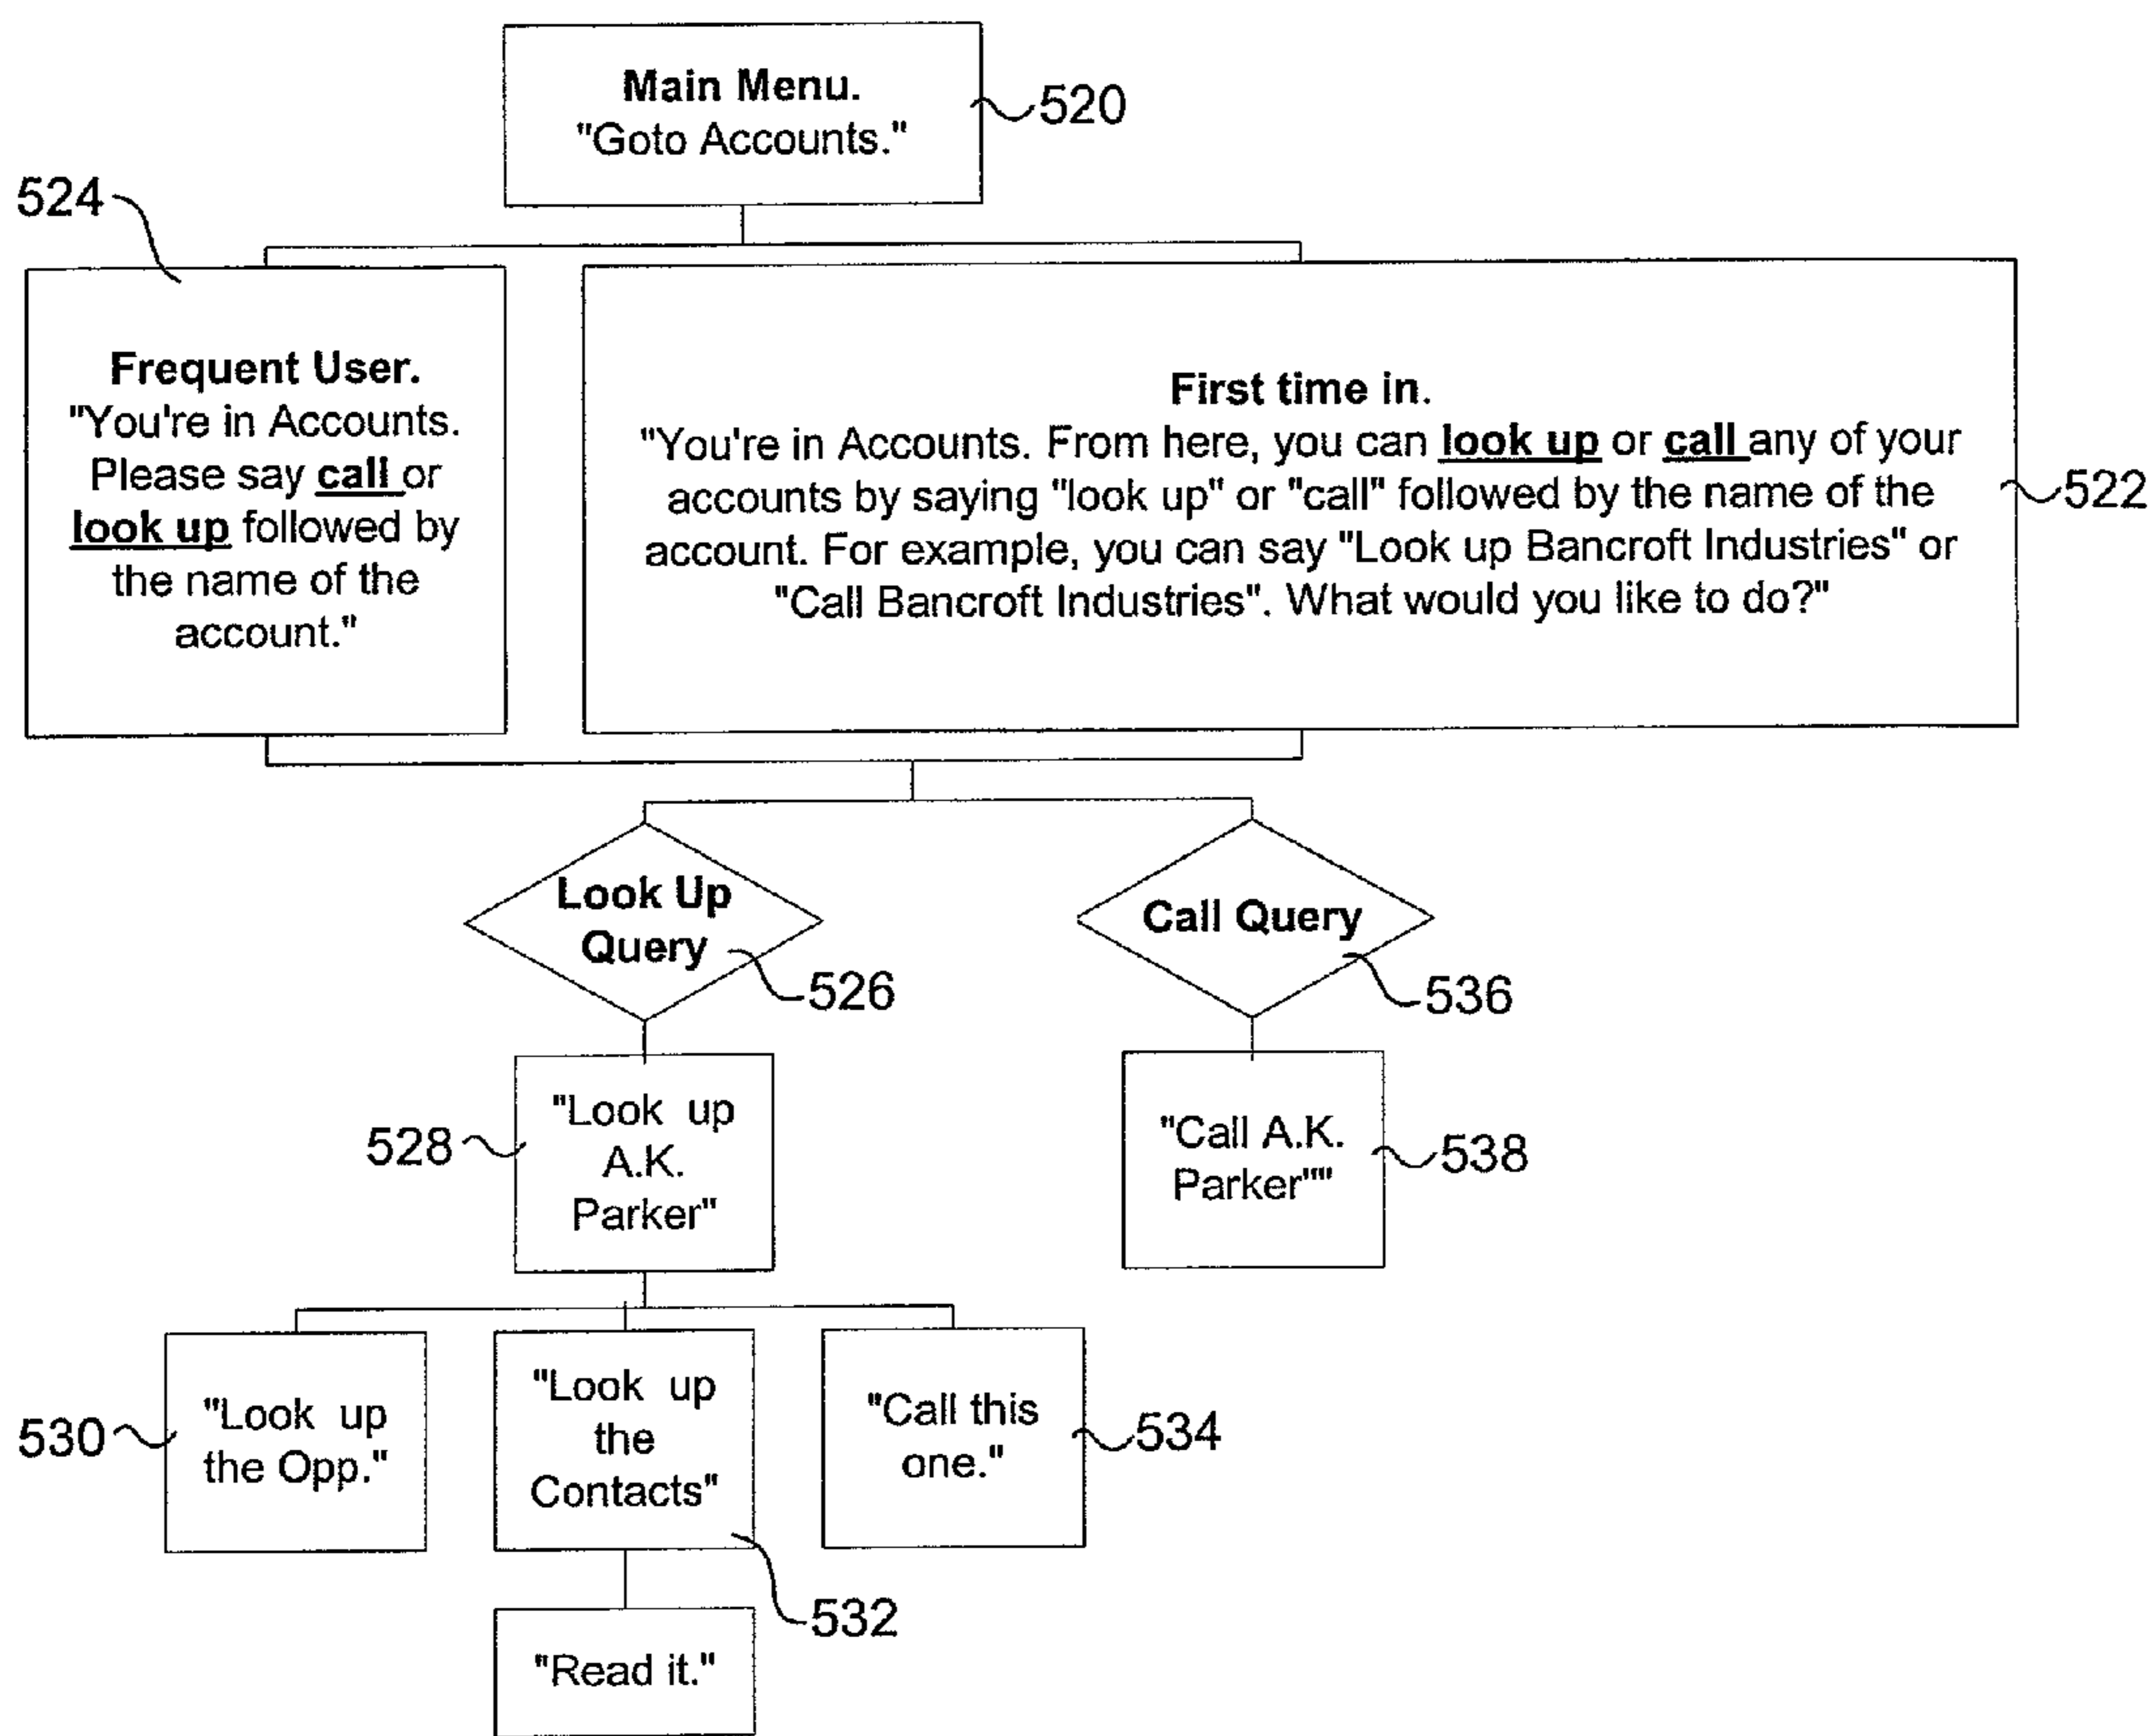 Main Menu.
"Goto Accounts."
520
524
Frequent User.
"You're in Accounts.
Please say call or
look up followed by
the name of the
account."
First time in.
"You're in Accounts. From here, you can look up or call any of your
accounts by saying "look up" or "call" followed by the name of the
account. For example, you can say "Look up Bancroft Industries" or
"Call Bancroft Industries". What would you like to do?"
522
Look Up
Query
526
Call Query
536
528
"Look up
A.K.
Parker"
"Call A.K.
Parker""
538
530
"Look up
the Opp."
"Look up
the
Contacts"
532
"Call this
one."
534
"Read it."